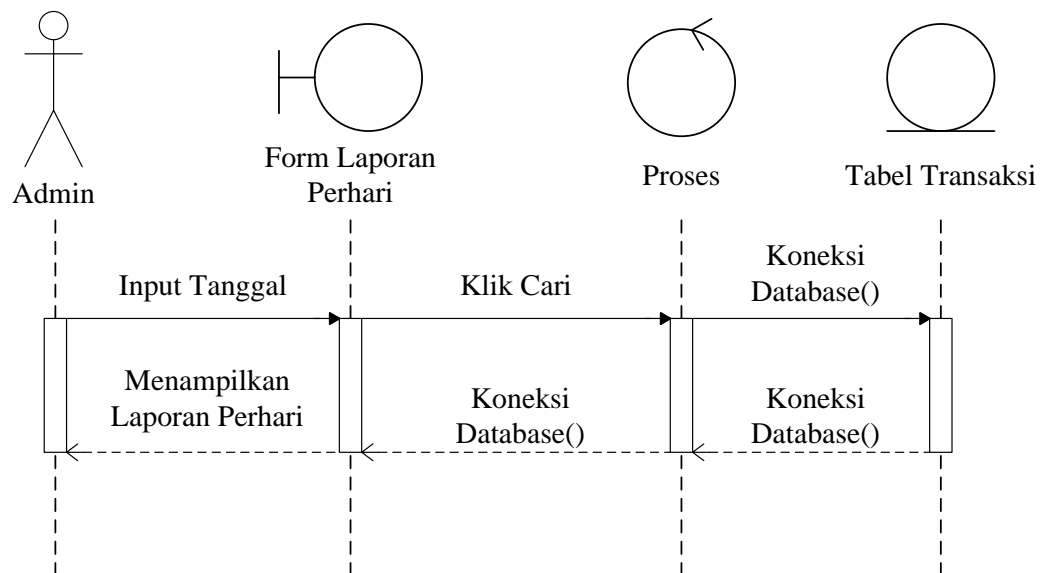 Admin
Form Laporan
Perhari
Proses
Tabel Transaksi
Input Tanggal
Klik Cari
Koneksi
Database()
Menampilkan
Laporan Perhari
Koneksi
Database()
Koneksi
Database()